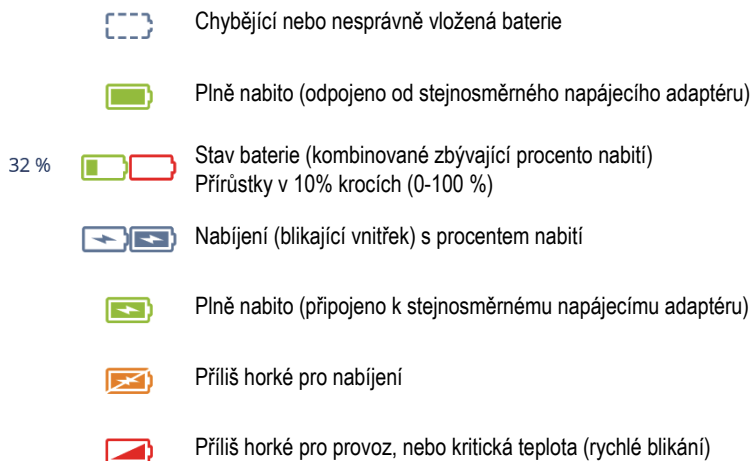 Chybějící nebo nesprávně vložená baterie
Plně nabito (odpojeno od stejnosměrného napájecího adaptéru)
32 %
Stav baterie (kombinované zbývající procento nabití)
Přírůstky v 10% krocích (0-100 %)
Nabíjení (blikající vnitřek) s procentem nabití
Plně nabito (připojeno k stejnosměrnému napájecímu adaptéru)
Příliš horké pro nabíjení
Příliš horké pro provoz, nebo kritická teplota (rychlé blikání)